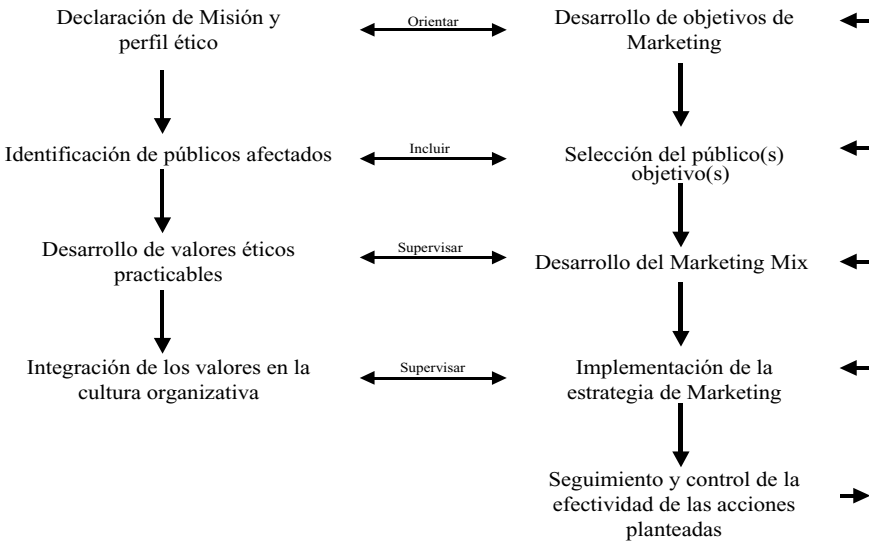 Declaración de Misión y
perfil ético
Orientar
Desarrollo de objetivos de
Marketing
Identificación de públicos afectados
Incluir
Selección del público(s)
objetivo(s)
Desarrollo de valores éticos
practicables
Supervisar
Desarrollo del Marketing Mix
Integración de los valores en la
cultura organizativa
Supervisar
Implementación de la
estrategia de Marketing
Seguimiento y control de la
efectividad de las acciones
planteadas